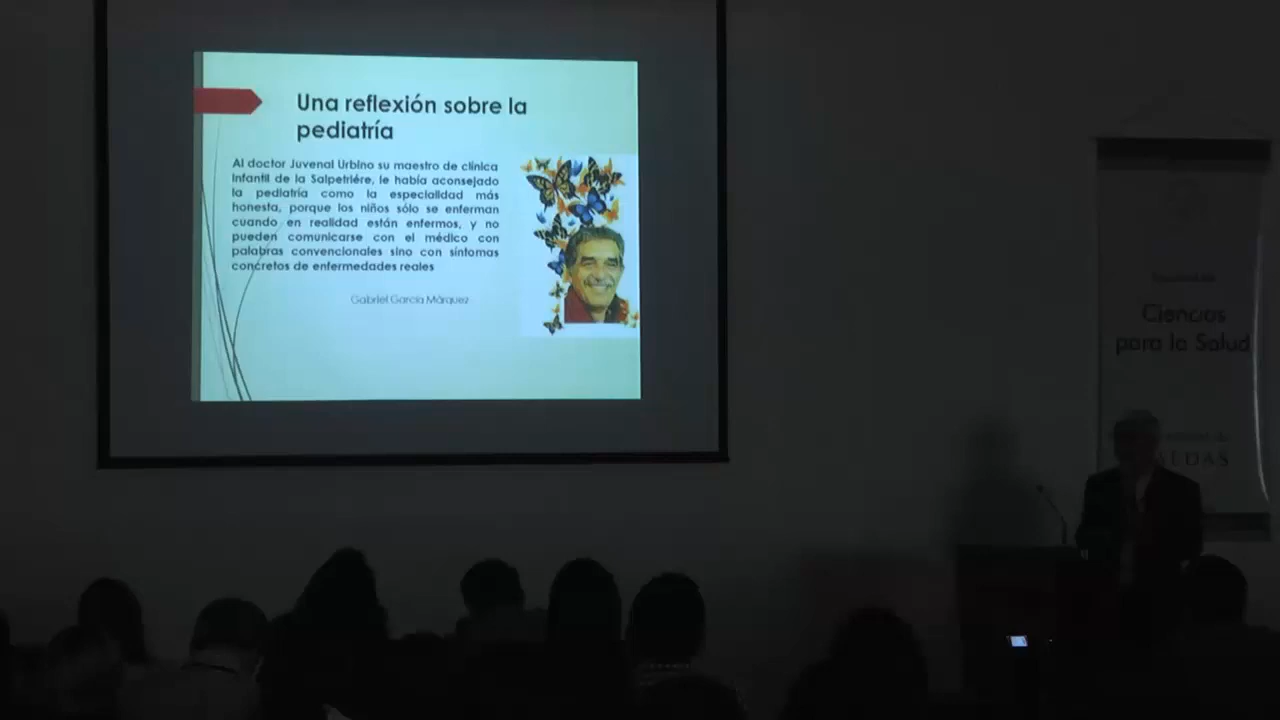 Una reflexión sobre la
pediatría
Al doctor Juvenal Urbino su maestro de clínica
infantil de la Salpetriére, le había aconsejado
la pediatría como la especialidad más
honesta, porque los niños sólo se enferman
cuando en realidad están enfermos, y no
pueden comunicarse con el médico con
palabras convencionales sino con síntomas
concretos de enfermedades reales
Gabriel García Márquez
Ciencias
para la Salud